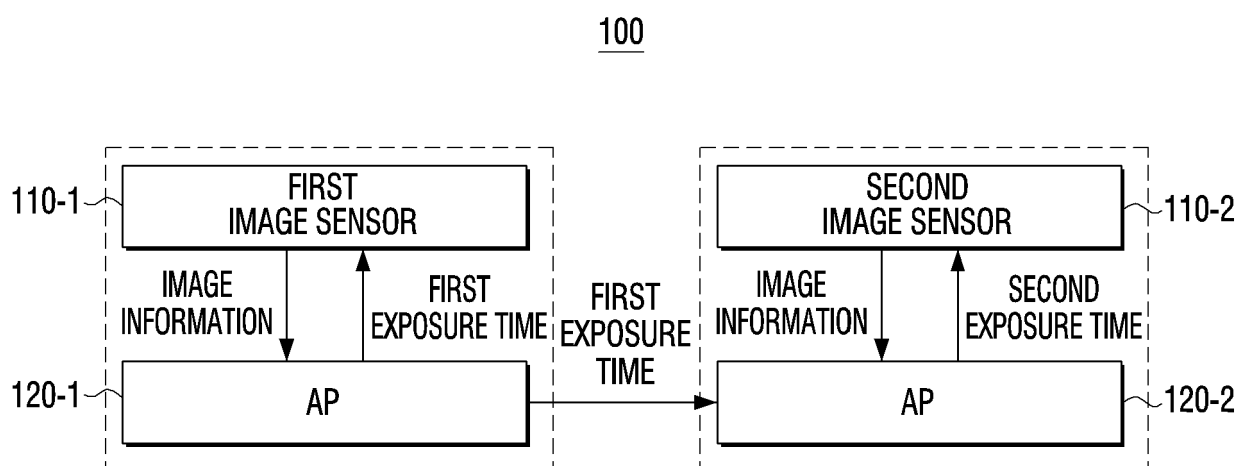 100
110-1
FIRST
IMAGE SENSOR
SECOND
IMAGE SENSOR
110-2
IMAGE
INFORMATION
FIRST
EXPOSURE TIME
FIRST
EXPOSURE
TIME
IMAGE
INFORMATION
SECOND
EXPOSURE TIME
120-1
AP
AP
120-2